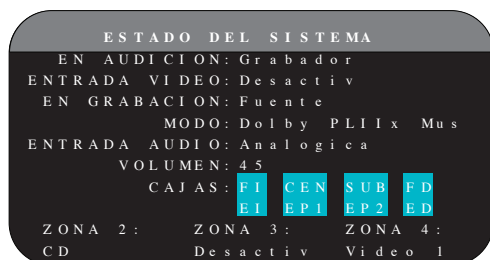 ESTADO DEL SISTEMA
EN AUDICION: Grabador
ENTRADA VIDEO: Desactiv
EN GRABACION: Fuente
MODO: Dolby PLIIx Mus
ENTRADA AUDIO: Analogica
VOLUMEN: 45
CAJAS: FI CEN SUB FD
EI EP1 EP2 ED
ZONA 2: ZONA 3: ZONA 4:
CD Desactiv Video 1